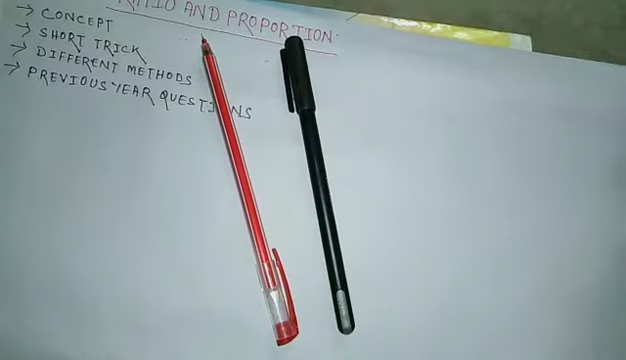 RATIO AND PROPORTION:
→ CONCEPT
→ SHORT TRICK
→ DIFFERENT METHODS
→ PREVIOUS YEAR QUESTIONS